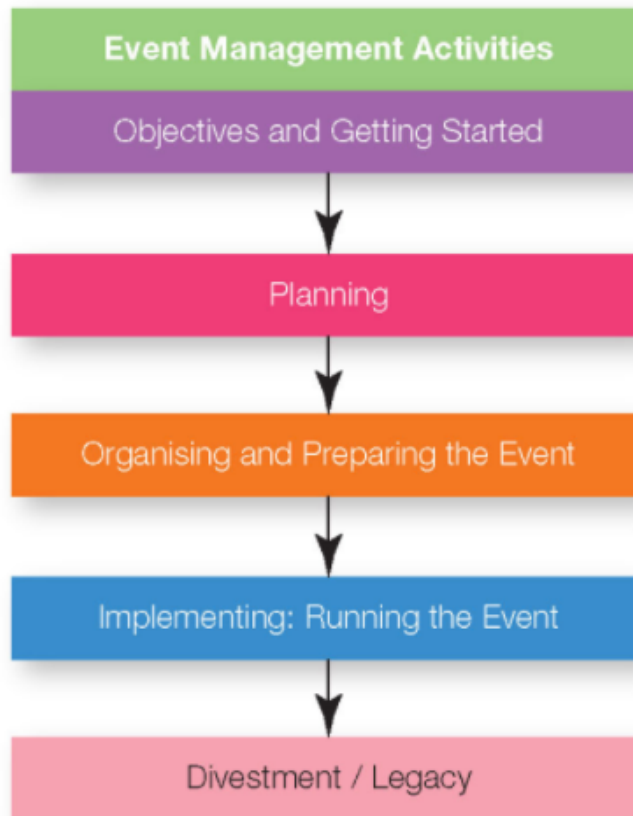 Event Management Activities
Objectives and Getting Started
Planning
Organising and Preparing the Event
Implementing: Running the Event
Divestment / Legacy